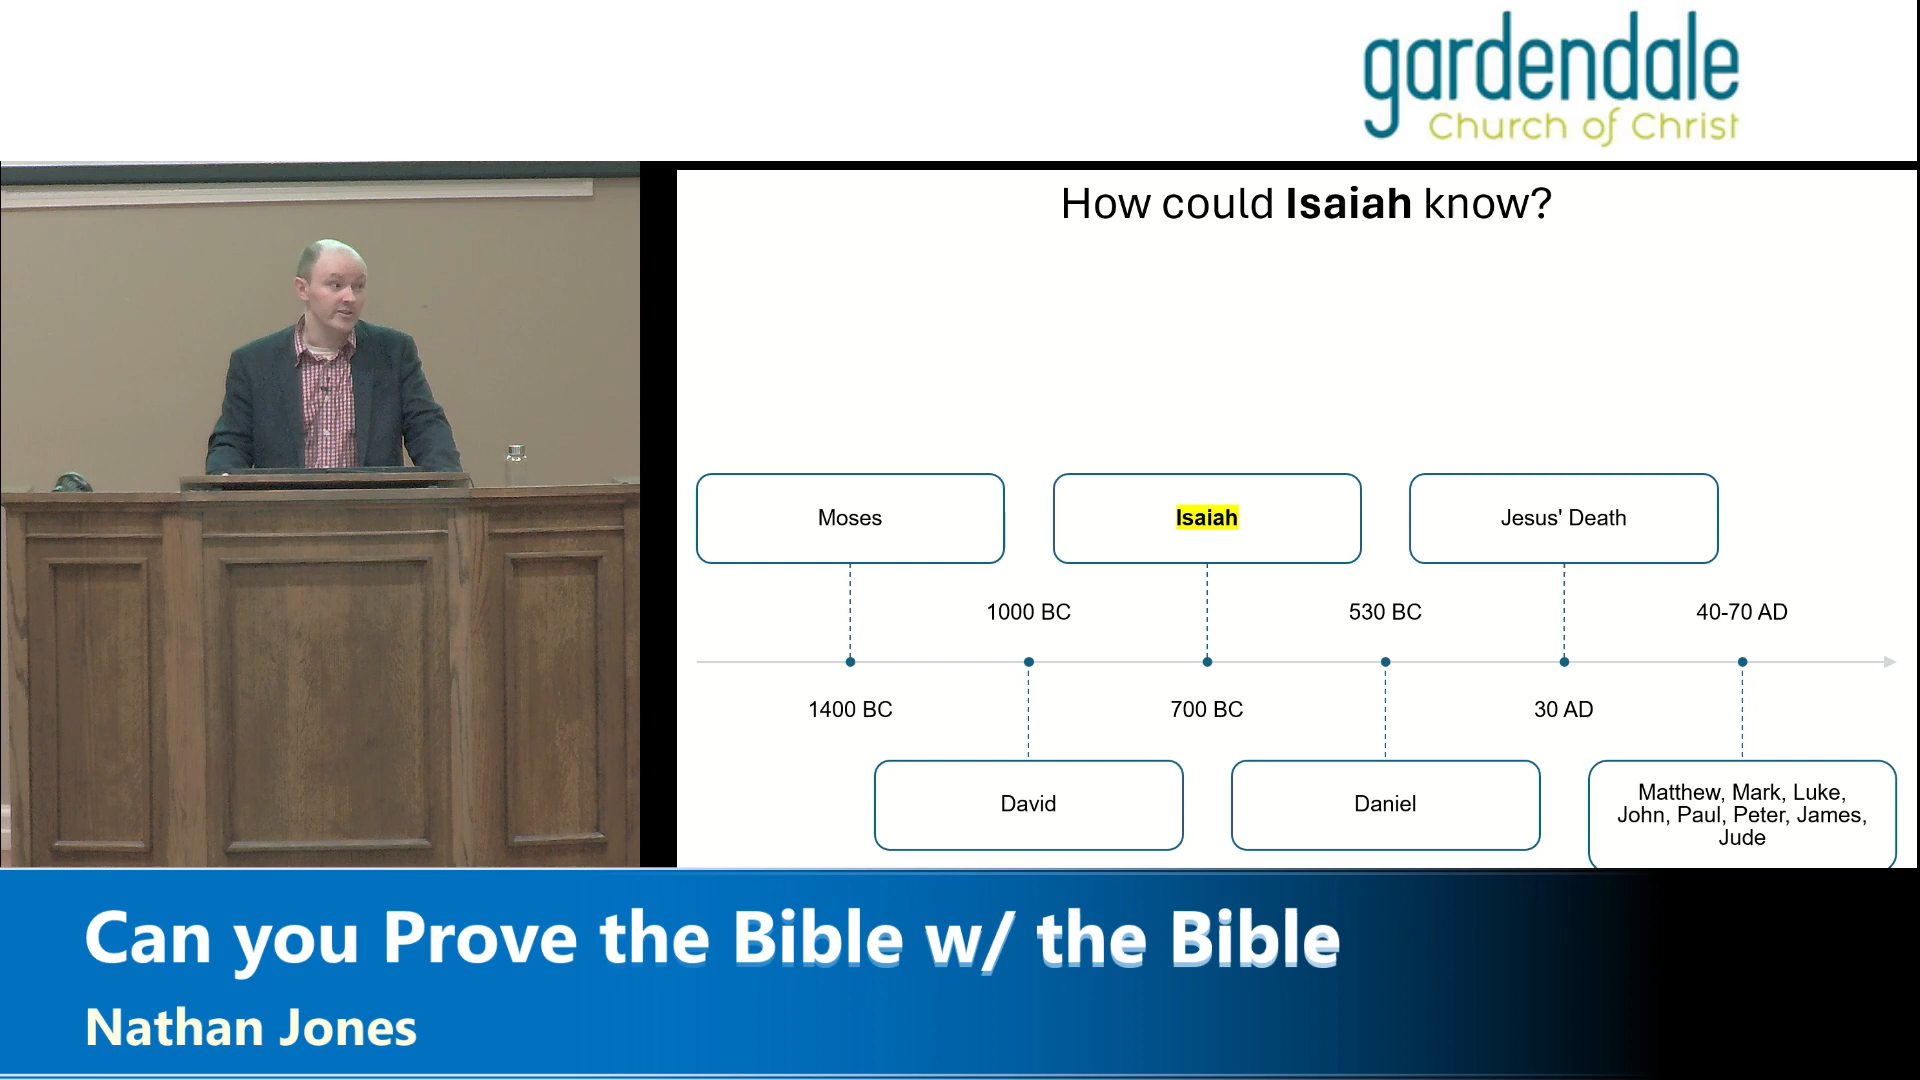 gardendale
Church of Christ
How could Isaiah know?
Moses
Isaiah
Jesus' Death
1000 BC
530 BC
40-70 AD
1400 BC
700 BC
30 AD
David
Daniel
Matthew, Mark, Luke,
John, Paul, Peter, James,
Jude
Can you Prove the Bible w/ the Bible
Nathan Jones